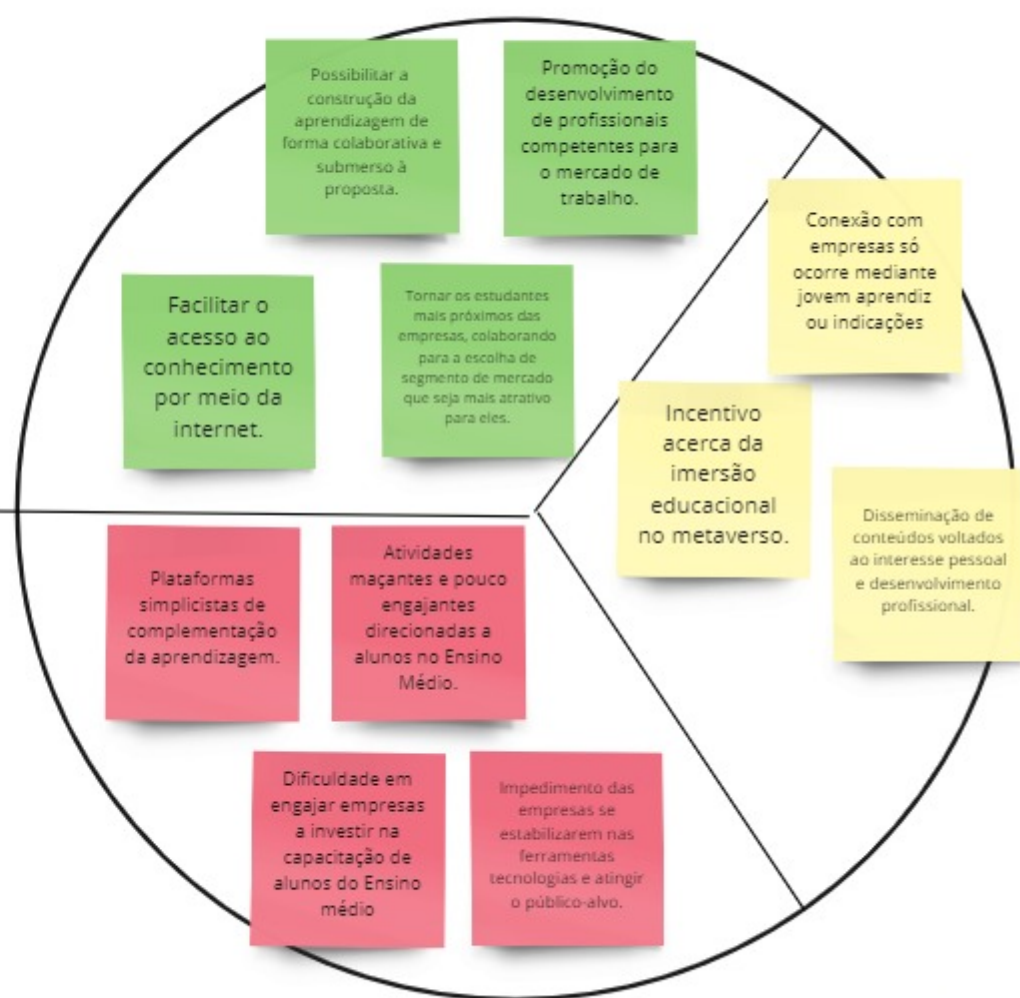 Possibilitar a
construção da
aprendizagem de
forma colaborativa e
submerso à
proposta.
Promoção do
desenvolvimento
de profissionais
competentes para
o mercado de
trabalho.
Facilitar o
acesso ao
conhecimento
por meio da
internet.
Tornar os estudantes
mais próximos das
empresas, colaborando
para a escolha de
segmento de mercado
que seja mais atrativo
para eles.
Conexão com
empresas só
ocorre mediante
jovem aprendiz
ou indicações
Incentivo
acerca da
imersão
educacional
no metaverso.
Disseminação de
conteúdos voltados
ao interesse pessoal
e desenvolvimento
profissional.
Plataformas
simplicistas de
complementação
da aprendizagem.
Atividades
maçantes e pouco
engajantes
direcionadas a
alunos no Ensino
Médio.
Dificuldade em
engajar empresas
a investir na
capacitação de
alunos do Ensino
médio
Impedimento das
empresas se
estabilizarem nas
ferramentas
tecnologias e atingir
o público-alvo.